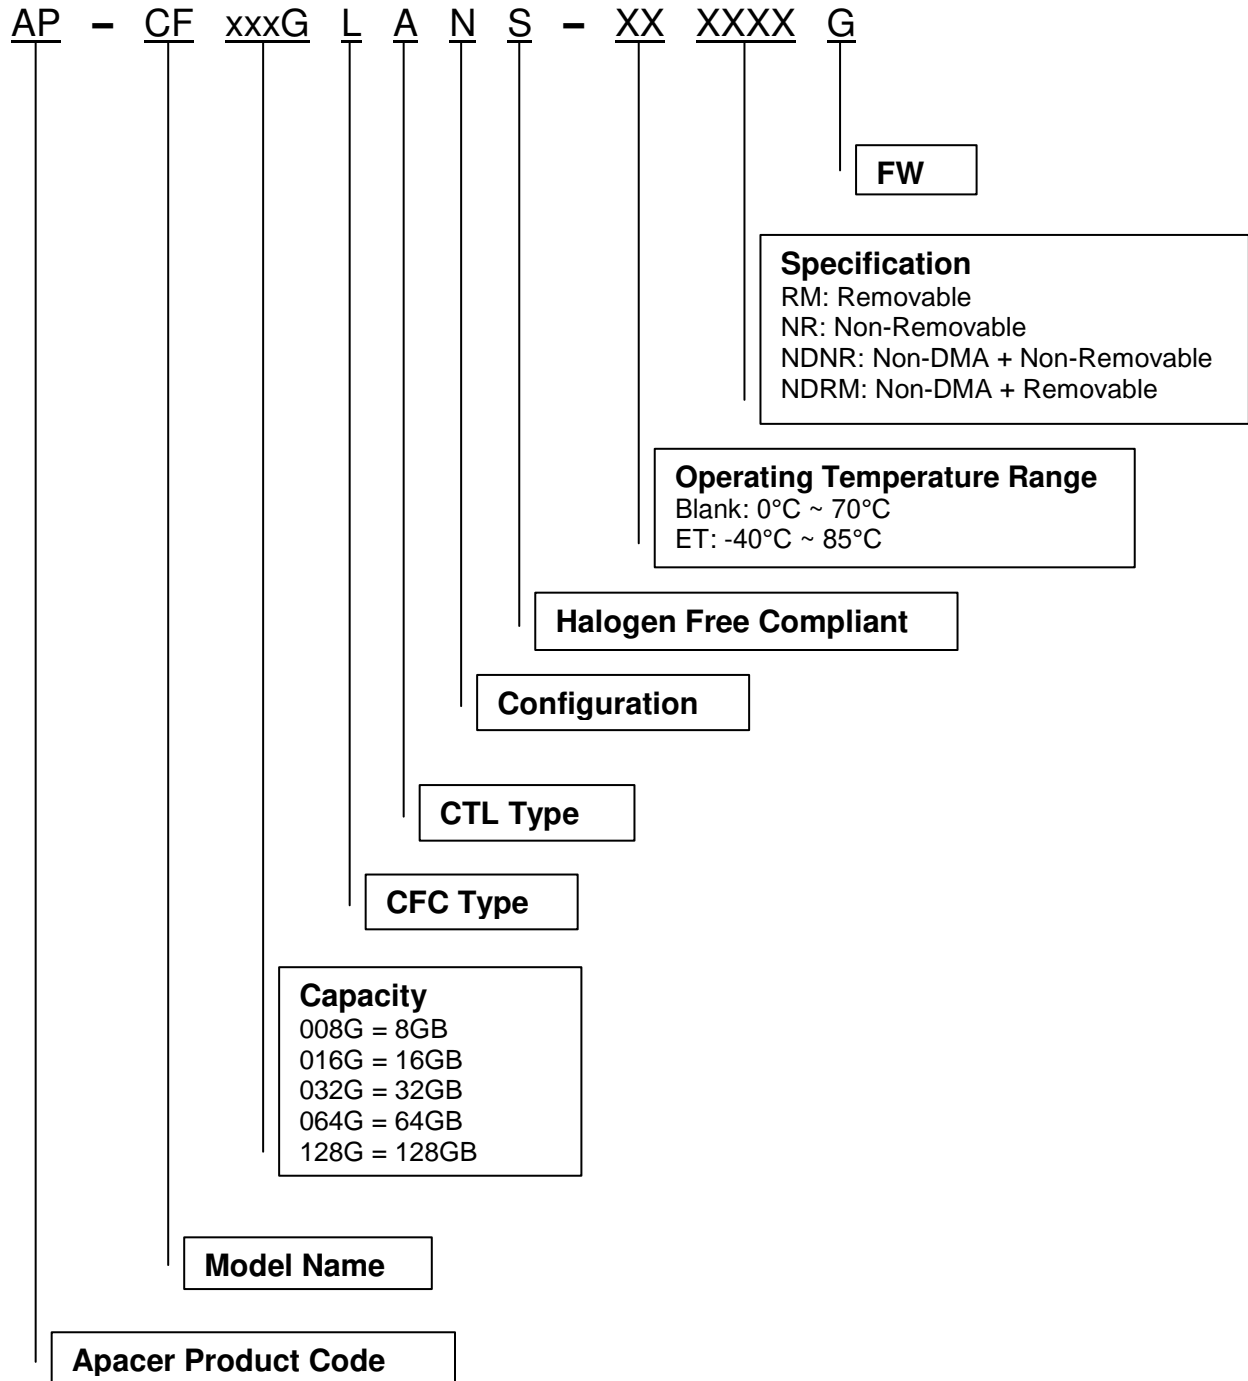 AP – CF xxxG L A N S – XX XXXX G
FW
Specification
RM: Removable
NR: Non-Removable
NDNR: Non-DMA + Non-Removable
NDRM: Non-DMA + Removable
Operating Temperature Range
Blank: 0°C ~ 70°C
ET: -40°C ~ 85°C
Halogen Free Compliant
Configuration
CTL Type
CFC Type
Capacity
008G = 8GB
016G = 16GB
032G = 32GB
064G = 64GB
128G = 128GB
Model Name
Apacer Product Code